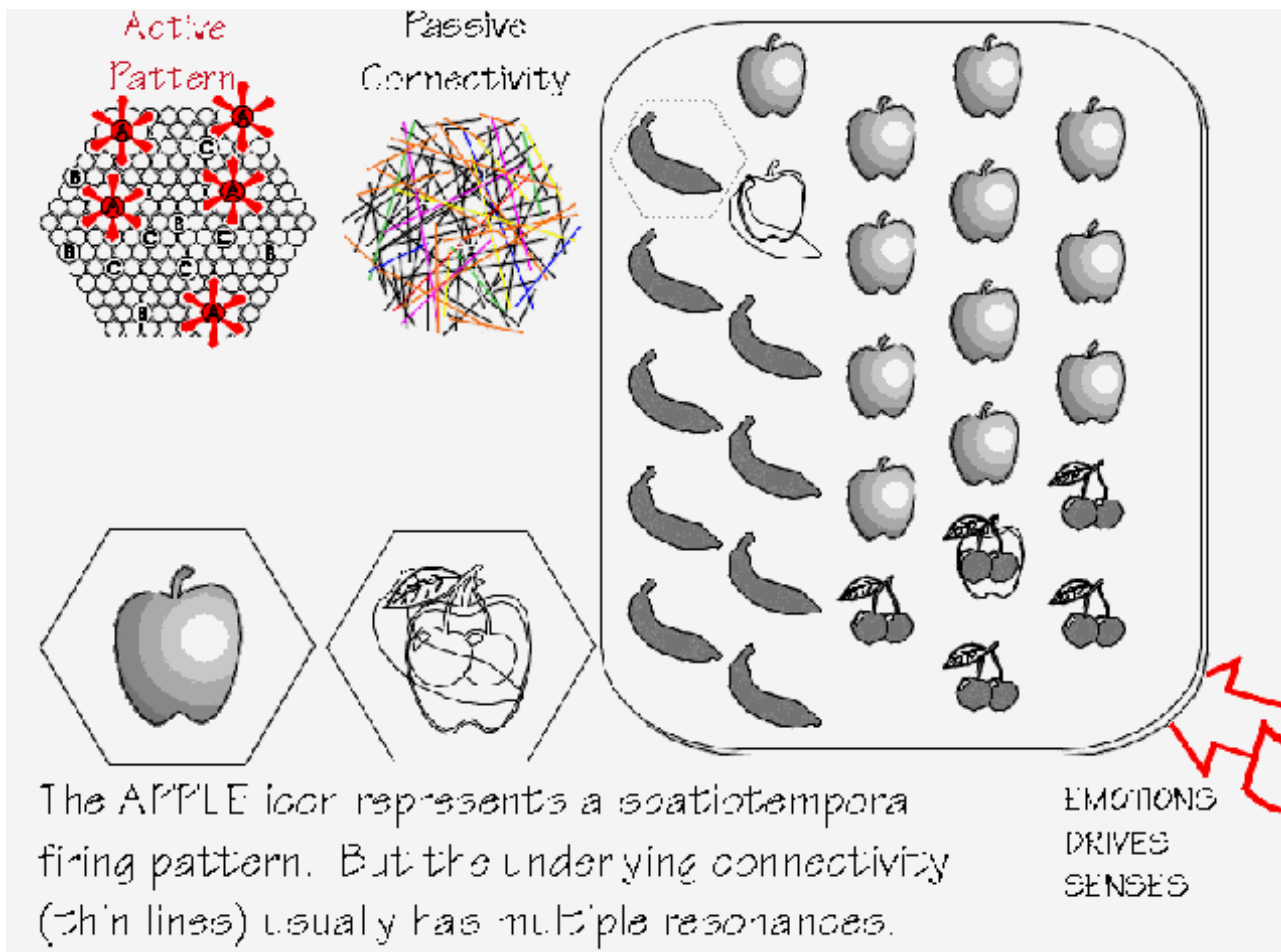 Active
Pattern
Passive
Connectivity
A
A
C
B
A
A
B
C
C
B
B
C
C
B
A
The APPLE icon represents a spatiotempora
firing pattern. But the underlying connectivity
(thin lines) usually has multiple resonances.
EMOTIONS
DRIVES
SENSES